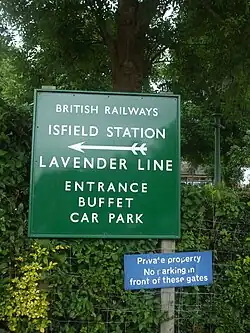 BRITISH RAILWAYS
ISFIELD STATION
LAVENDER LINE
ENTRANCE
BUFFET
CAR PARK
Private property
No parking in
front of these gates